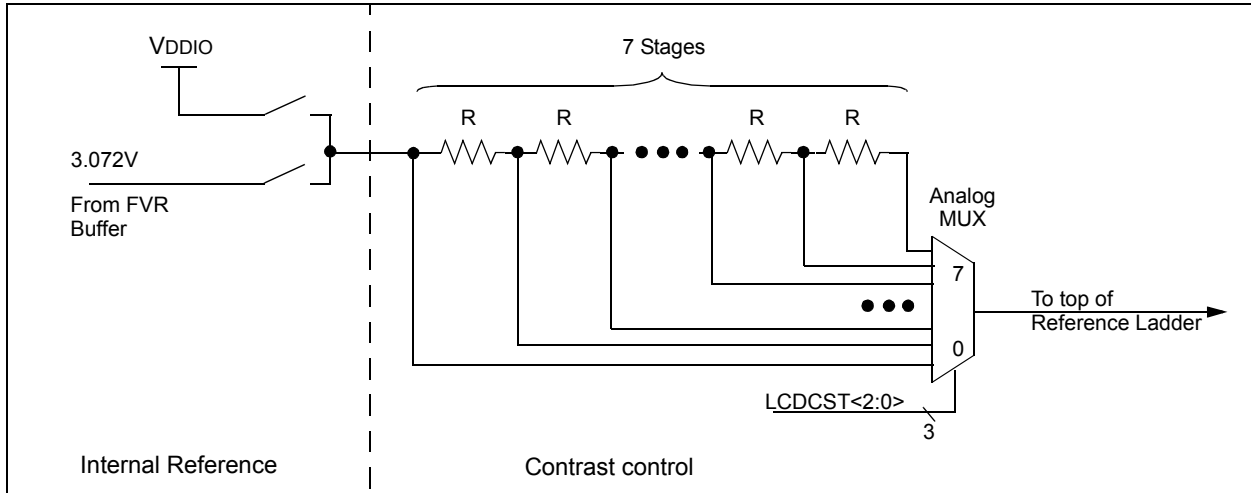 VDDIO
7 Stages
R
R
R
R
3.072V
From FVR
Buffer
Analog
MUX
7
To top of
Reference Ladder
0
LCDCST<2:0>
3
Internal Reference
Contrast control